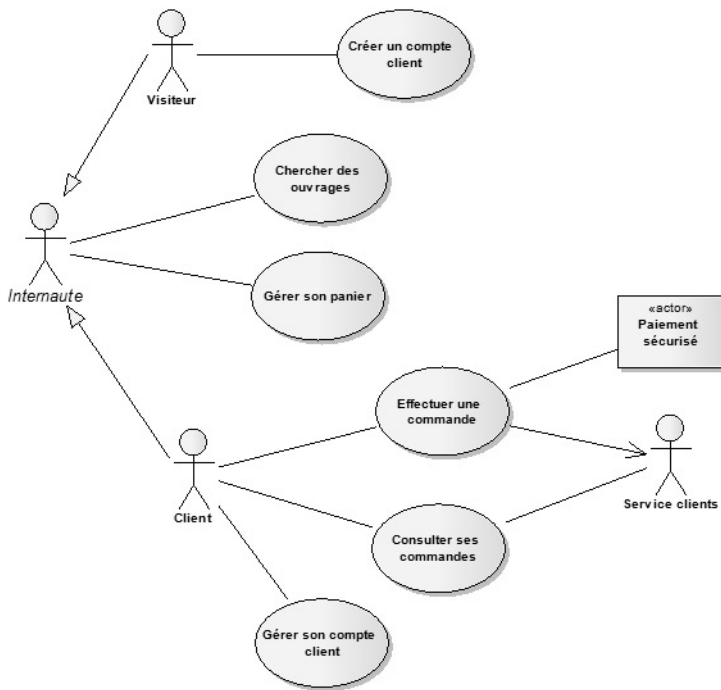 Créer un compte
client
Visiteur
Chercher des
ouvrages
Internaute
Gérer son panier
«actor»
Paiement
sécurisé
Effectuer une
commande
Client
Service clients
Consulter ses
commandes
Gérer son compte
client